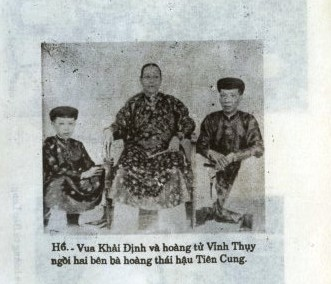 H6. - Vua Khải Định và hoàng tử Vĩnh Thụy
ngồi hai bên bà hoàng thái hậu Tiên Cung.